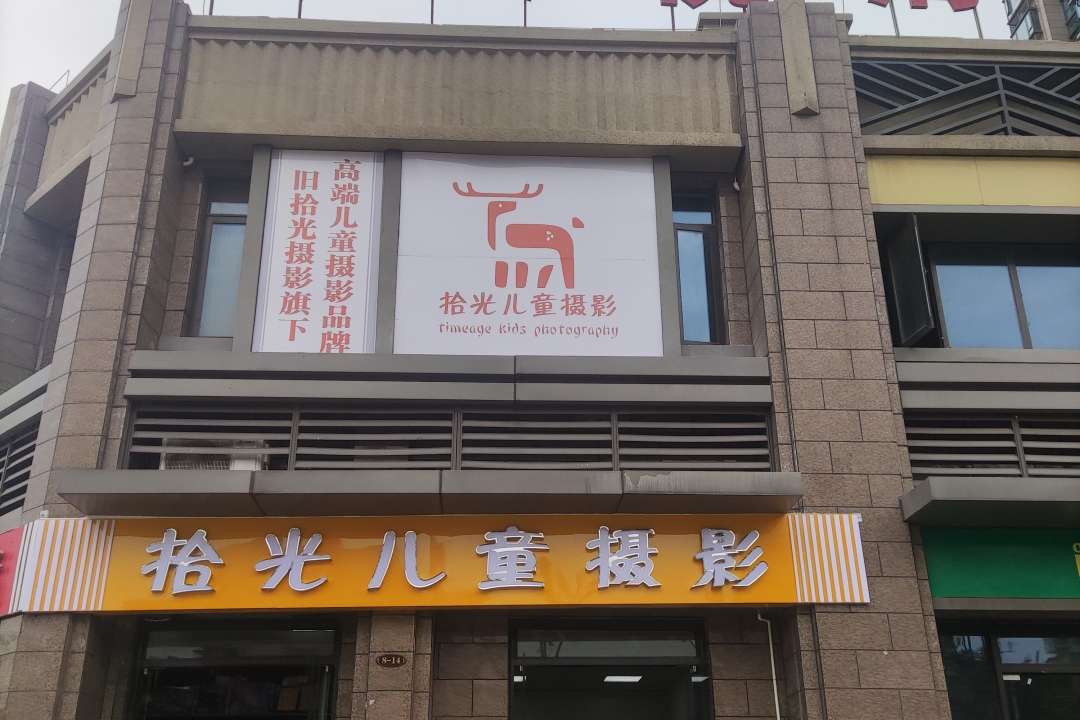 高端儿童摄影品牌
旧拾光摄影旗下
拾光儿童摄影
timeage kids photography
拾光儿童摄影
8-14